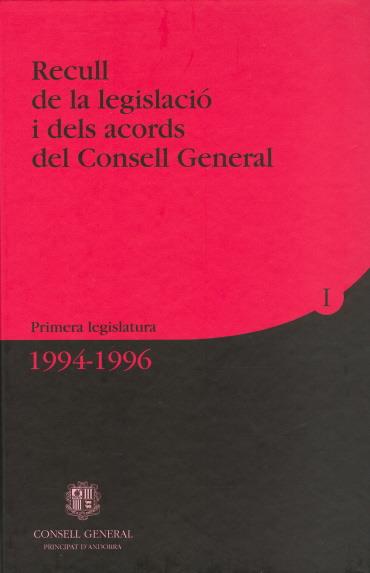 Recull
de la legislació
i dels acords
del Consell General
I
Primera legislatura
1994-1996
CONSELL GENERAL
PRINCIPAT D'ANDORRA